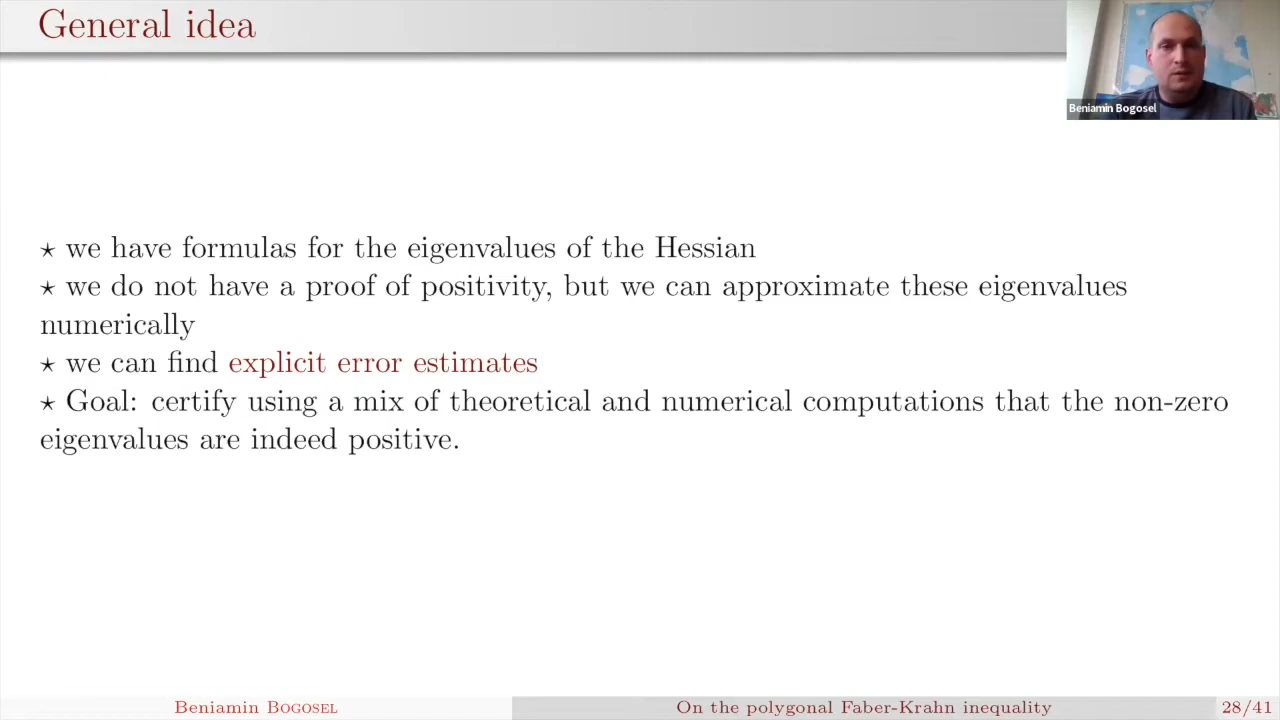 General idea
Beniamin Bogosel
⋆ we have formulas for the eigenvalues of the Hessian
⋆ we do not have a proof of positivity, but we can approximate these eigenvalues
numerically
⋆ we can find explicit error estimates
⋆ Goal: certify using a mix of theoretical and numerical computations that the non-zero
eigenvalues are indeed positive.
Beniamin Bogosel On the polygonal Faber-Krahn inequality 28/41